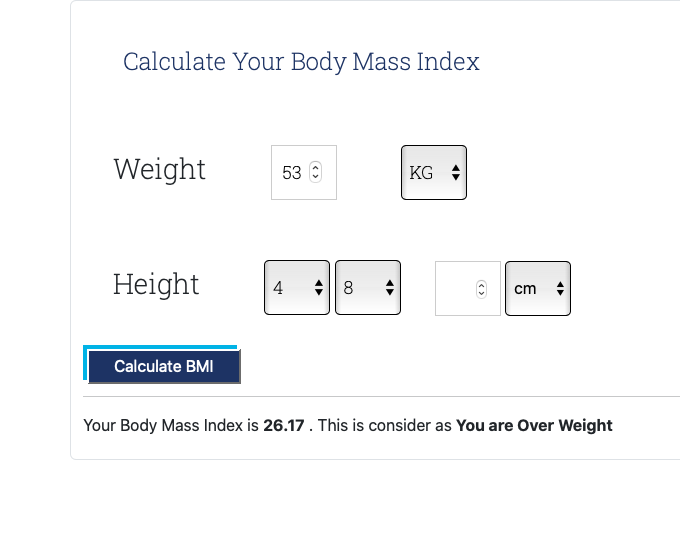 Calculate Your Body Mass Index
Weight 53 KG
Height 4 8 cm
Calculate BMI
Your Body Mass Index is 26.17 . This is consider as You are Over Weight